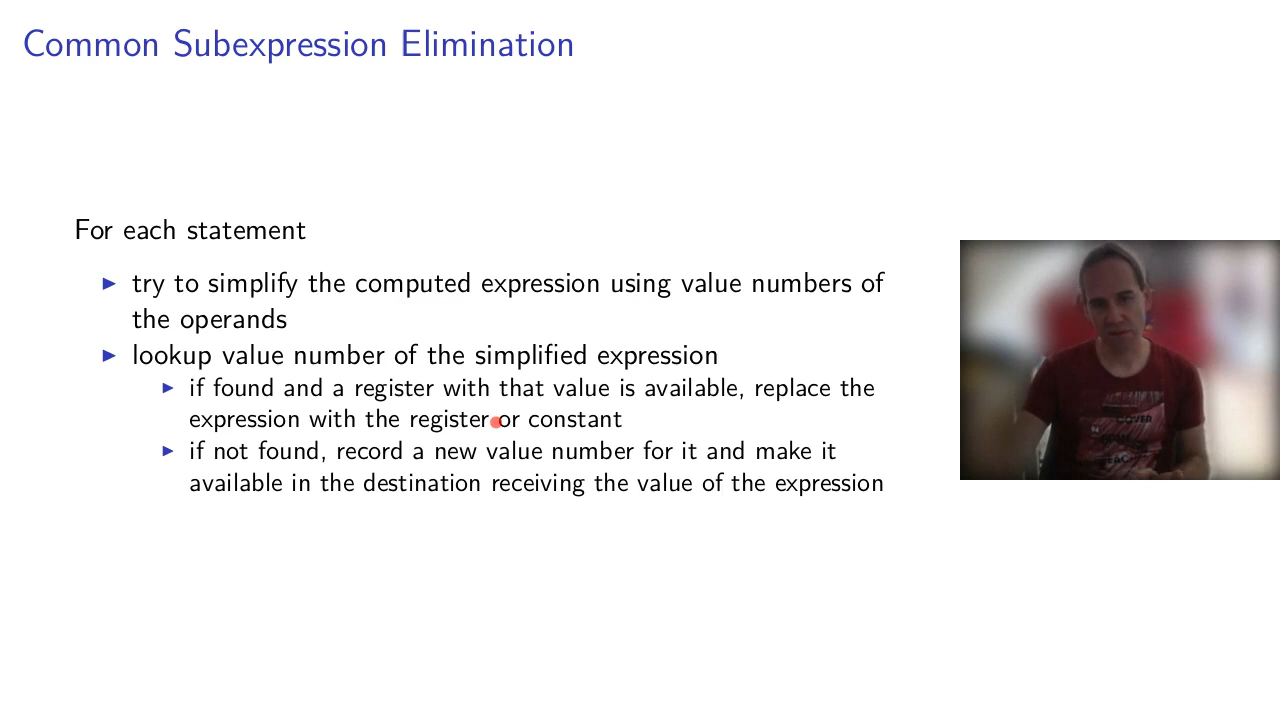 Common Subexpression Elimination
For each statement
try to simplify the computed expression using value numbers of
the operands
lookup value number of the simplified expression
if found and a register with that value is available, replace the
expression with the register or constant
if not found, record a new value number for it and make it
available in the destination receiving the value of the expression
COVER